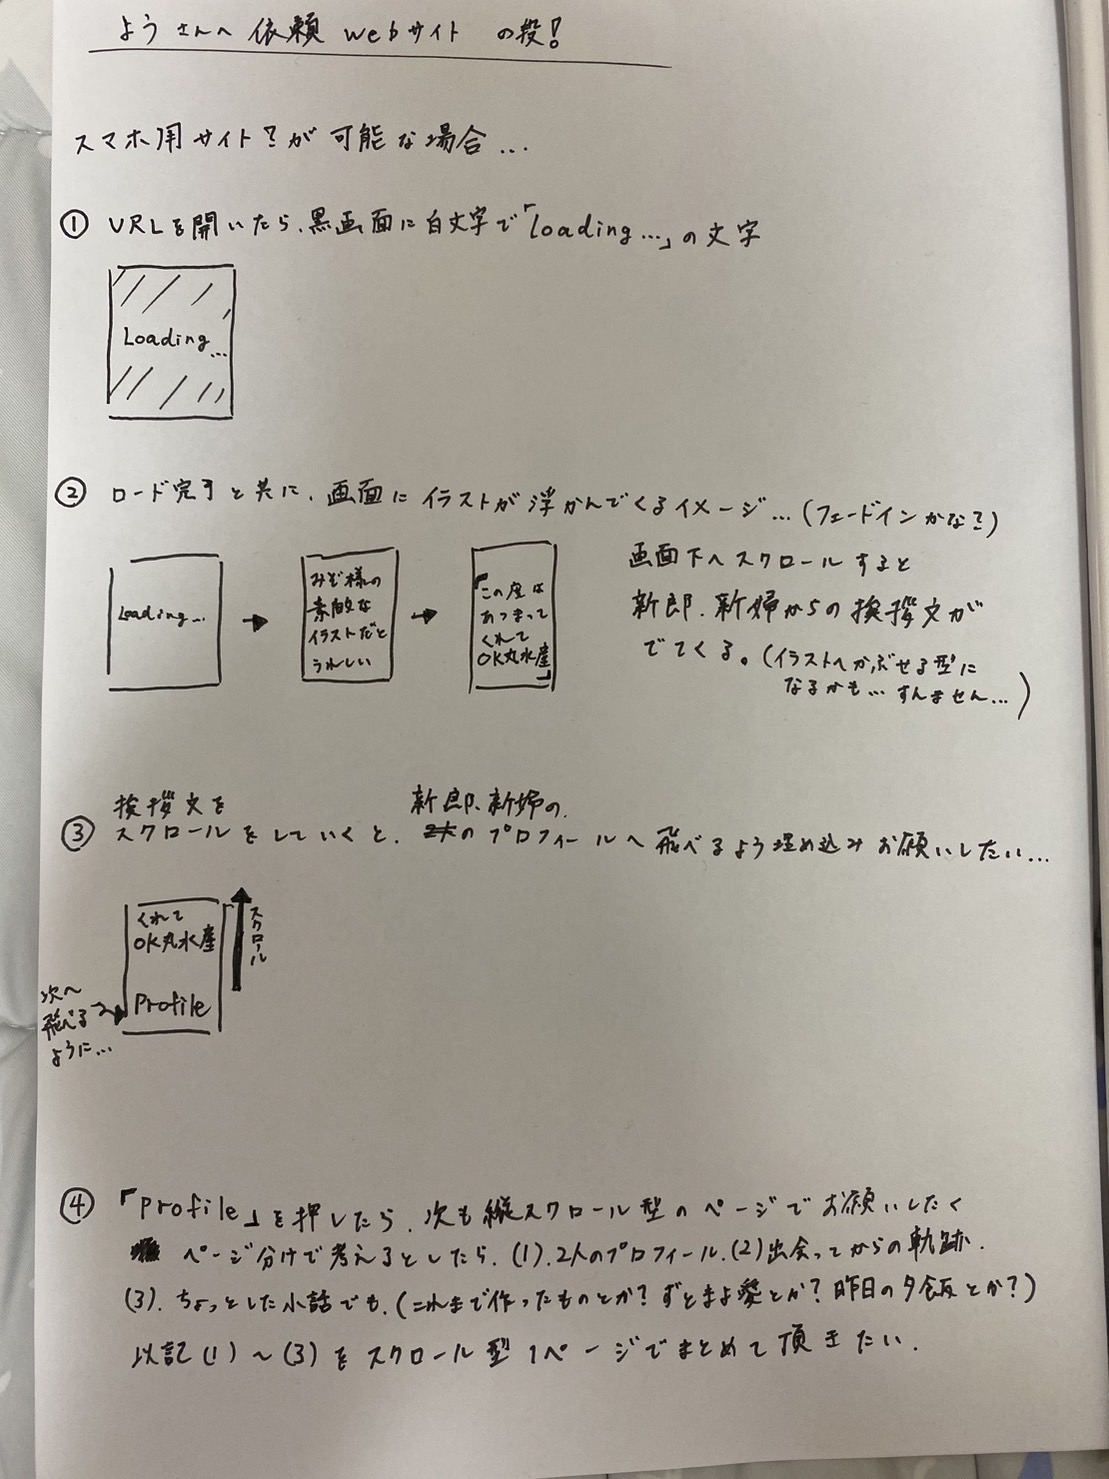 ようさんへ 依頼 webサイト の段!
スマホ用サイト?が可能な場合...
① URLを開いたら、黒画面に白文字で「loading...」の文字
Loading...
② ロード完了と共に、画面にイラストが浮かんでくるイメージ...(フェードインかな?)
Loading...
みぞ様の
素敵な
イラストだと
うれしい
「この度は
あつまって
くれて
OK丸水産」
画面下へスクロールすると
新郎、新婦からの挨拶文が
でてくる。(イラストへかぶせる型に
なるかも... すんません...)
③ 挨拶文を
スクロールをしていくと、新郎、新婦の
のプロフィールへ飛べるよう埋め込みお願いしたい...
くれて
OK丸水産
Profile
スクロール
次へ
飛べる
ように...
④ 「Profile」を押したら、次も縦スクロール型のページでお願いしたく
ページ分けで考えるとしたら、(1).2人のプロフィール、(2)出会ってからの軌跡、
(3).ちょっとした小話でも、(これまで作ったものとか?ずとまよ愛とか?昨日の夕飯とか?)
以記(1)〜(3)をスクロール型1ページでまとめて頂きたい.